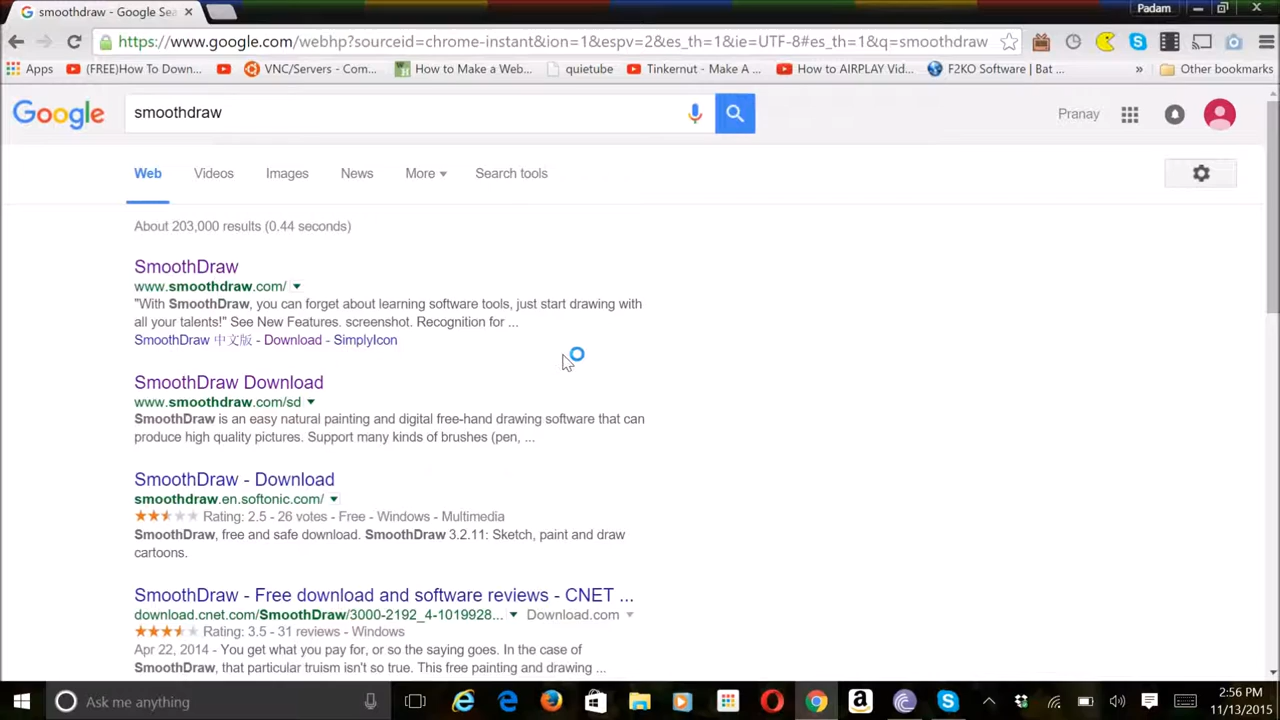 smoothdraw - Google Sea
Padam
https://www.google.com/webhp?sourceid=chrome-instant&ion=1&espv=2&es_th=1&ie=UTF-8#es_th=1&q=smoothdraw
Apps (FREE)How To Down... VNC/Servers - Com... How to Make a Web... quietube Tinkernut - Make A ... How to AIRPLAY Vid... F2KO Software | Bat ... » Other bookmarks
Google smoothdraw Pranay
Web Videos Images News More Search tools
About 203,000 results (0.44 seconds)
SmoothDraw
www.smoothdraw.com/
"With SmoothDraw, you can forget about learning software tools, just start drawing with
all your talents!" See New Features. screenshot. Recognition for ...
SmoothDraw 中文版 - Download - SimplyIcon
SmoothDraw Download
www.smoothdraw.com/sd
SmoothDraw is an easy natural painting and digital free-hand drawing software that can
produce high quality pictures. Support many kinds of brushes (pen, ...
SmoothDraw - Download
smoothdraw.en.softonic.com/
Rating: 2.5 - 26 votes - Free - Windows - Multimedia
SmoothDraw, free and safe download. SmoothDraw 3.2.11: Sketch, paint and draw
cartoons.
SmoothDraw - Free download and software reviews - CNET ...
download.cnet.com/SmoothDraw/3000-2192_4-1019928... Download.com
Rating: 3.5 - 31 reviews - Windows
Apr 22, 2014 - You get what you pay for, or so the saying goes. In the case of
SmoothDraw, that particular truism isn't so true. This free painting and drawing ...
Ask me anything
2:56 PM
11/13/2015